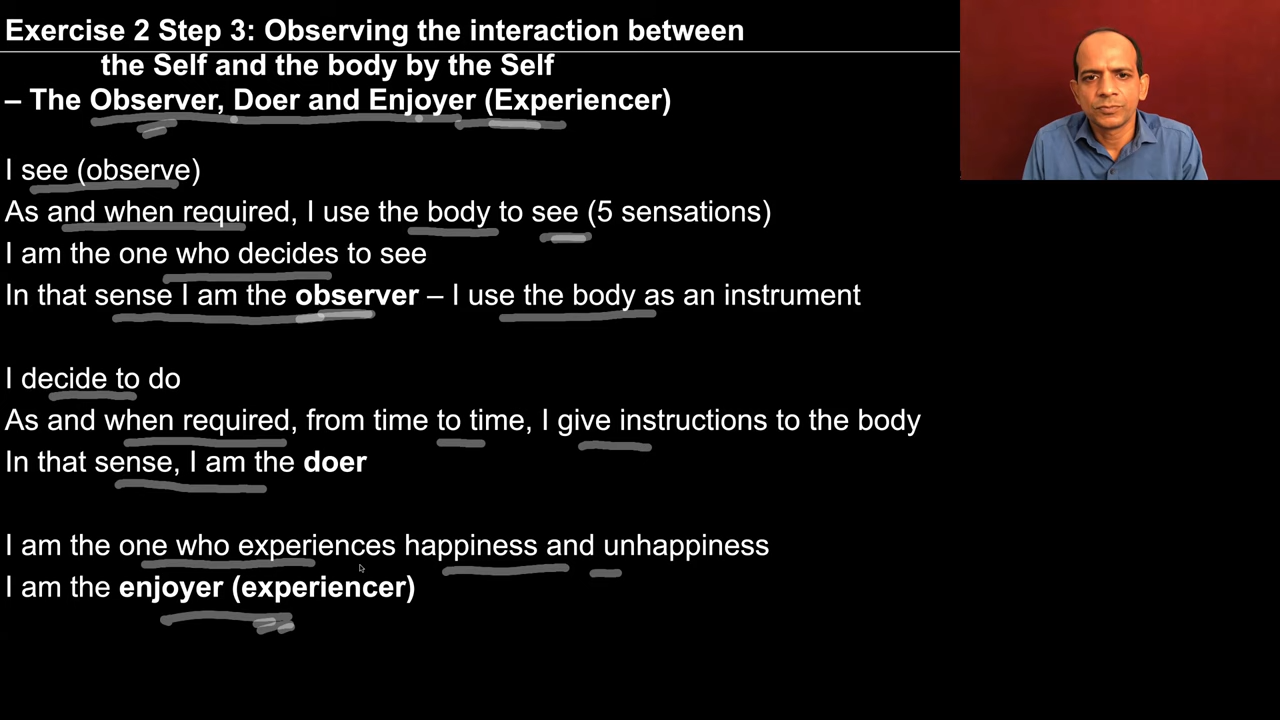 Exercise 2 Step 3: Observing the interaction between
the Self and the body by the Self
– The Observer, Doer and Enjoyer (Experiencer)
I see (observe)
As and when required, I use the body to see (5 sensations)
I am the one who decides to see
In that sense I am the observer – I use the body as an instrument
I decide to do
As and when required, from time to time, I give instructions to the body
In that sense, I am the doer
I am the one who experiences happiness and unhappiness
I am the enjoyer (experiencer)